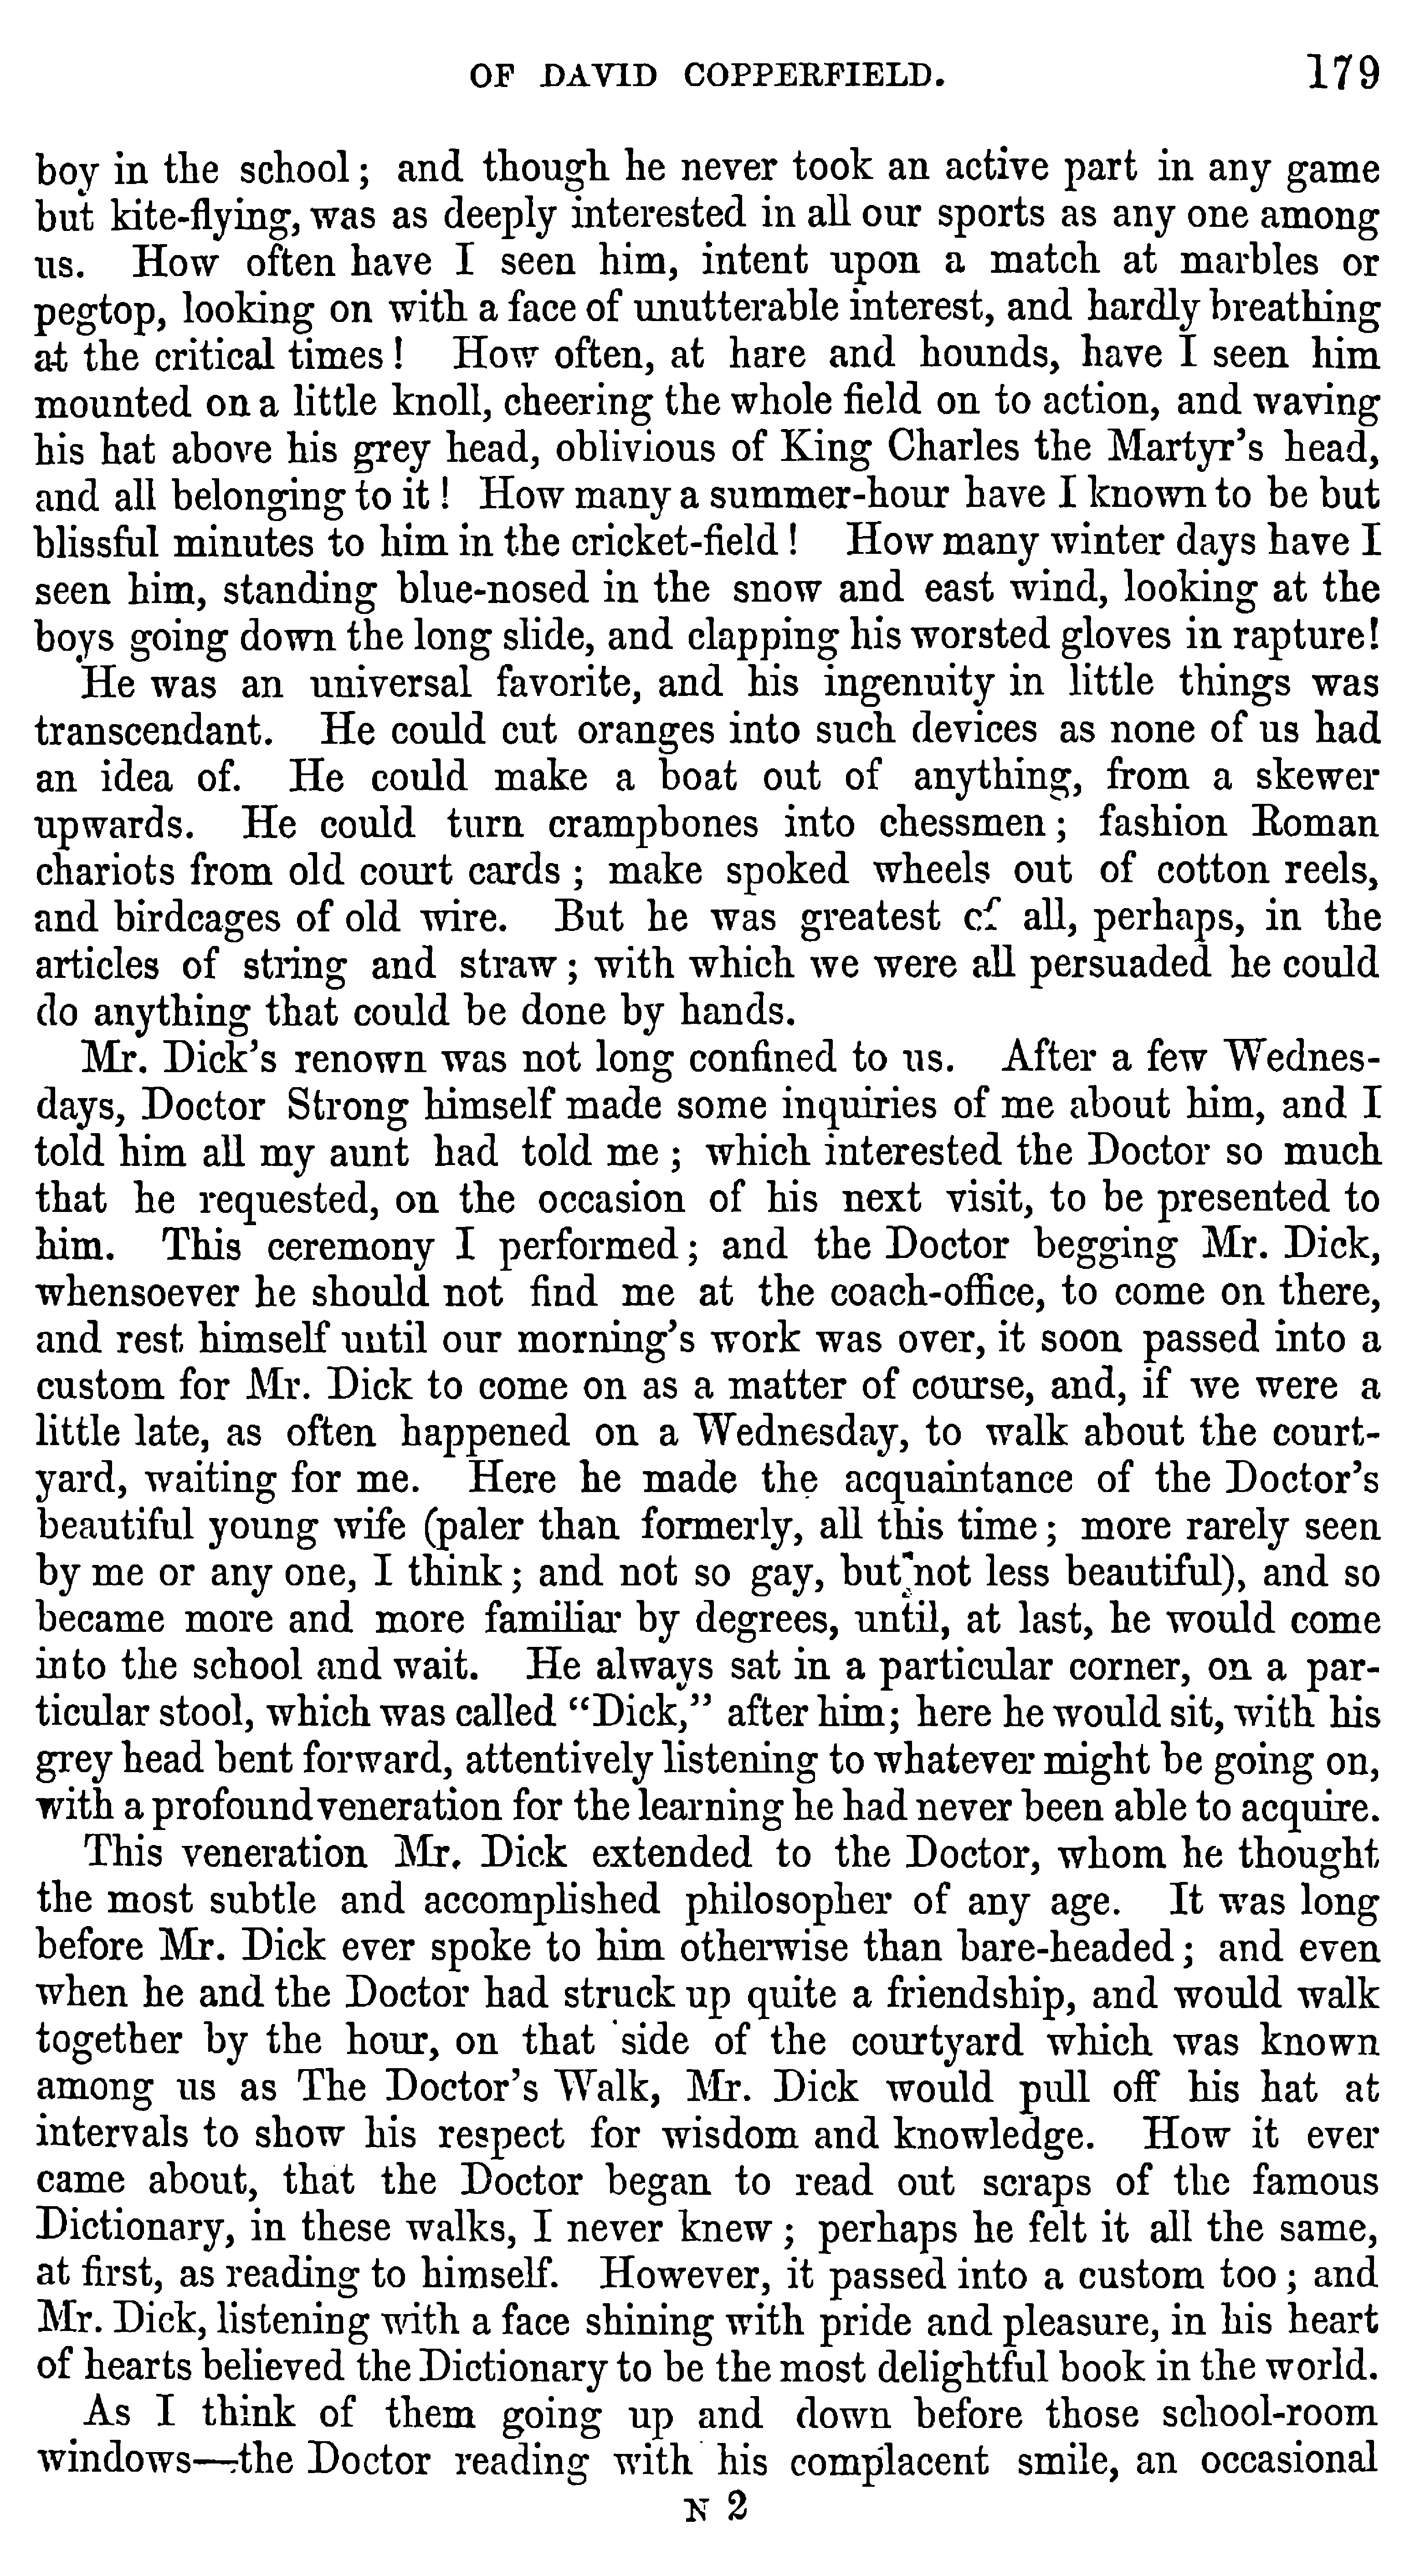 OF DAVID COPPERFIELD. 179
boy in the school; and though he never took an active part in any game
but kite-flying, was as deeply interested in all our sports as any one among
us. How often have I seen him, intent upon a match at marbles or
pegtop, looking on with a face of unutterable interest, and hardly breathing
at the critical times! How often, at hare and hounds, have I seen him
mounted on a little knoll, cheering the whole field on to action, and waving
his hat above his grey head, oblivious of King Charles the Martyr's head,
and all belonging to it! How many a summer-hour have I known to be but
blissful minutes to him in the cricket-field! How many winter days have I
seen him, standing blue-nosed in the snow and east wind, looking at the
boys going down the long slide, and clapping his worsted gloves in rapture!
He was an universal favorite, and his ingenuity in little things was
transcendant. He could cut oranges into such devices as none of us had
an idea of. He could make a boat out of anything, from a skewer
upwards. He could turn crampbones into chessmen; fashion Roman
chariots from old court cards; make spoked wheels out of cotton reels,
and birdcages of old wire. But he was greatest of all, perhaps, in the
articles of string and straw; with which we were all persuaded he could
do anything that could be done by hands.
Mr. Dick's renown was not long confined to us. After a few Wednes-
days, Doctor Strong himself made some inquiries of me about him, and I
told him all my aunt had told me; which interested the Doctor so much
that he requested, on the occasion of his next visit, to be presented to
him. This ceremony I performed; and the Doctor begging Mr. Dick,
whensoever he should not find me at the coach-office, to come on there,
and rest himself until our morning's work was over, it soon passed into a
custom for Mr. Dick to come on as a matter of course, and, if we were a
little late, as often happened on a Wednesday, to walk about the court-
yard, waiting for me. Here he made the acquaintance of the Doctor's
beautiful young wife (paler than formerly, all this time; more rarely seen
by me or any one, I think; and not so gay, but not less beautiful), and so
became more and more familiar by degrees, until, at last, he would come
into the school and wait. He always sat in a particular corner, on a par-
ticular stool, which was called "Dick," after him; here he would sit, with his
grey head bent forward, attentively listening to whatever might be going on,
with a profound veneration for the learning he had never been able to acquire.
This veneration Mr. Dick extended to the Doctor, whom he thought
the most subtle and accomplished philosopher of any age. It was long
before Mr. Dick ever spoke to him otherwise than bare-headed; and even
when he and the Doctor had struck up quite a friendship, and would walk
together by the hour, on that side of the courtyard which was known
among us as The Doctor's Walk, Mr. Dick would pull off his hat at
intervals to show his respect for wisdom and knowledge. How it ever
came about, that the Doctor began to read out scraps of the famous
Dictionary, in these walks, I never knew; perhaps he felt it all the same,
at first, as reading to himself. However, it passed into a custom too; and
Mr. Dick, listening with a face shining with pride and pleasure, in his heart
of hearts believed the Dictionary to be the most delightful book in the world.
As I think of them going up and down before those school-room
windows—the Doctor reading with his complacent smile, an occasional
N 2